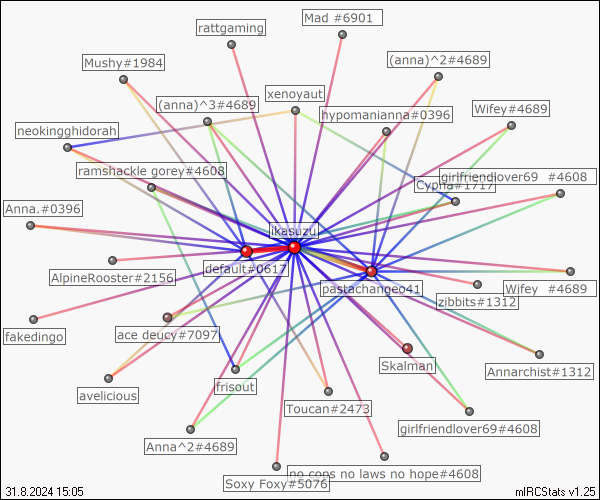 Mad #6901
rattgaming
(anna)^2#4689
Mushy#1984
xenoyaut
(anna)^3#4689
Wifey#4689
hypomanianna#0396
neokingghidorah
ramshackle gorey#4608
girlfriendlover69 #4608
Cypha#1717
Anna.#0396
ikasuzu
default#0617
AlpineRooster#2156
pastachangeo41
Wifey #4689
zibbits#1312
fakedingo
ace deucy#7097
Skalman
Annarchist#1312
frisout
avelicious
Toucan#2473
girlfriendlover69#4608
Anna^2#4689
no cops no laws no hope#4608
Soxy Foxy#5076
31.8.2024 15:05
mIRCStats v1.25